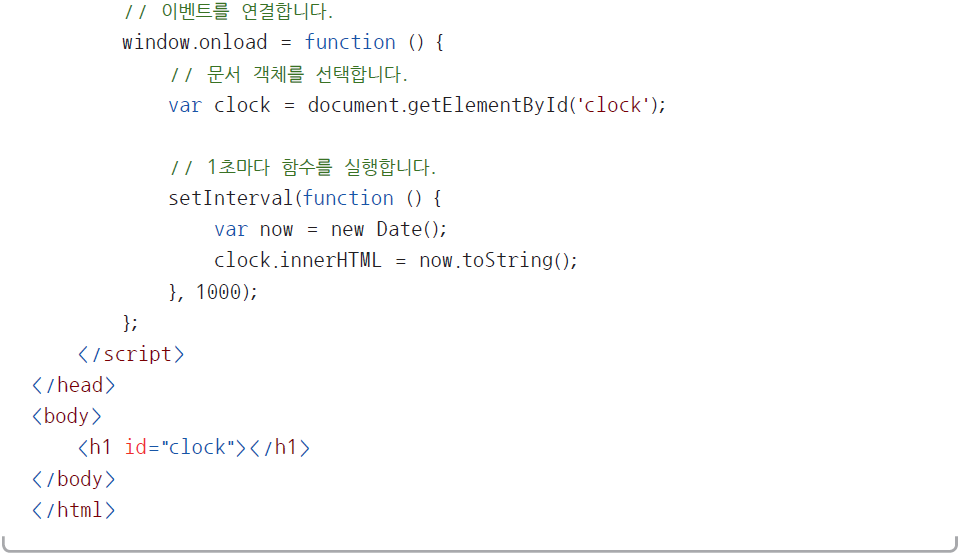 // 이벤트를 연결합니다.
window.onload = function () {
// 문서 객체를 선택합니다.
var clock = document.getElementById('clock');
// 1초마다 함수를 실행합니다.
setInterval(function () {
var now = new Date();
clock.innerHTML = now.toString();
}, 1000);
};
</script>
</head>
<body>
<h1 id="clock"></h1>
</body>
</html>